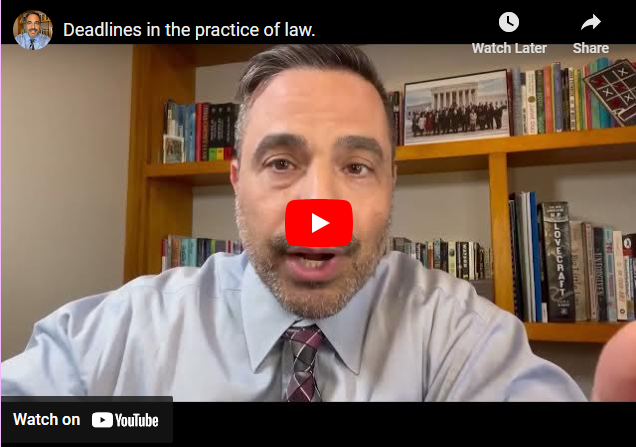 Deadlines in the practice of law.
Watch Later
Share
LOVECRAFT
Watch on YouTube